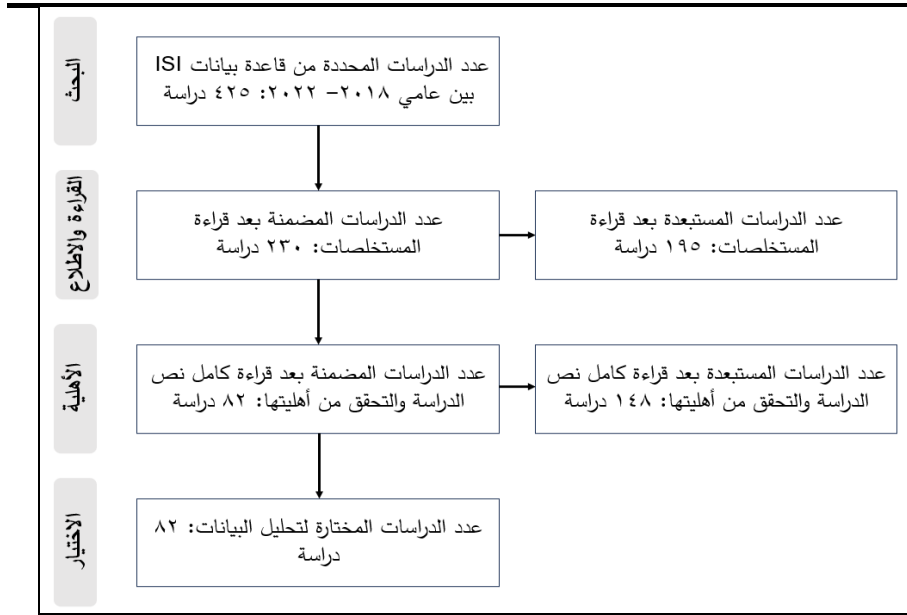 البحث
عدد الدراسات المحددة من قاعدة بيانات ISI
بين عامي ٢٠١٨– ٢٠٢٢: ٤٢٥ دراسة
القراءة والاطلاع
عدد الدراسات المضمنة بعد قراءة
المستخلصات: ٢٣٠ دراسة
عدد الدراسات المستبعدة بعد قراءة
المستخلصات: ١٩٥ دراسة
الأهلية
عدد الدراسات المضمنة بعد قراءة كامل نص
الدراسة والتحقق من أهليتها: ٨٢ دراسة
عدد الدراسات المستبعدة بعد قراءة كامل نص
الدراسة والتحقق من أهليتها: ١٤٨ دراسة
الاختيار
عدد الدراسات المختارة لتحليل البيانات: ٨٢
دراسة